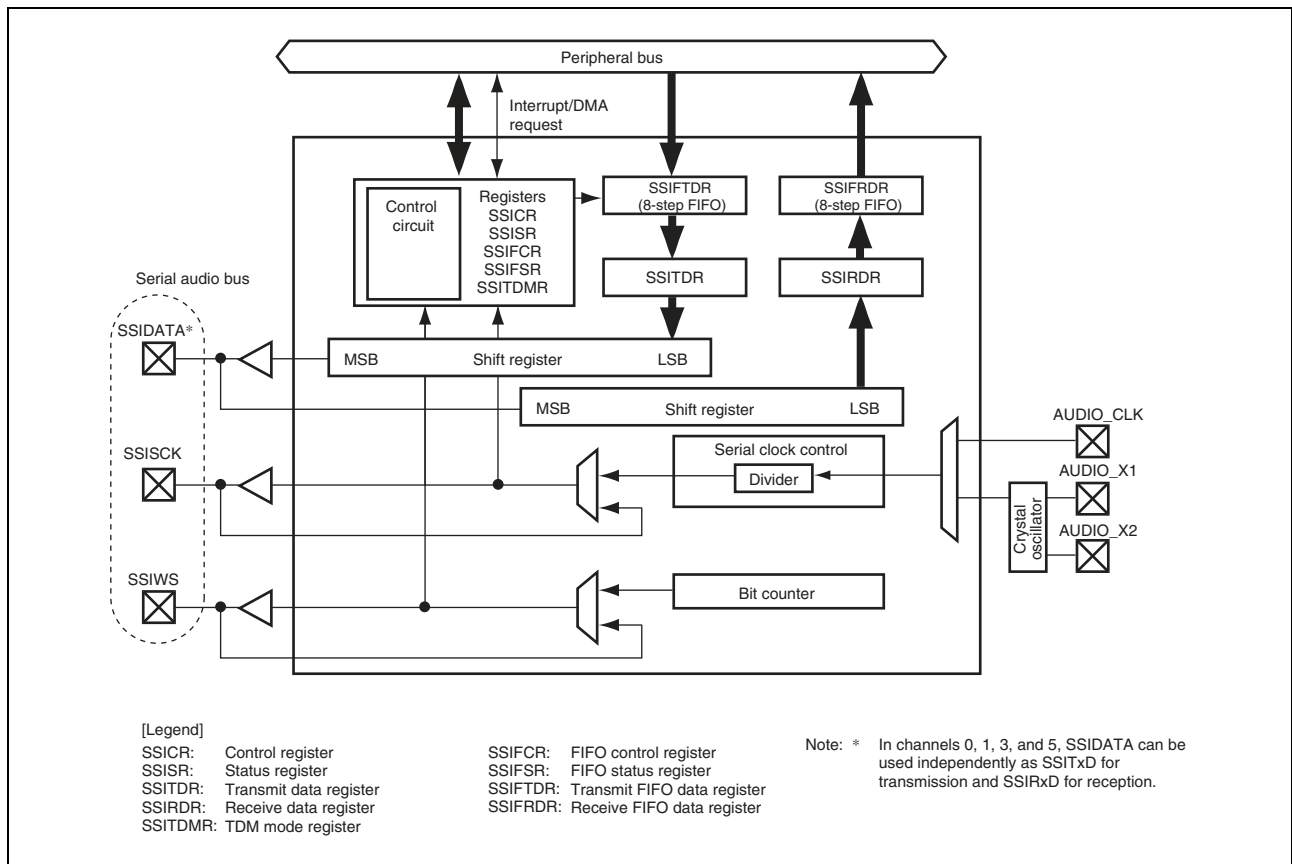 Peripheral bus
Interrupt/DMA
request
Control
circuit
Registers
SSICR
SSISR
SSIFCR
SSIFSR
SSITDMR
SSIFTDR
(8-step FIFO)
SSIFRDR
(8-step FIFO)
SSITDR
SSIRDR
Serial audio bus
SSIDATA*
MSB Shift register LSB
MSB Shift register LSB
SSISCK
Serial clock control
Divider
AUDIO_CLK
AUDIO_X1
AUDIO_X2
Crystal
oscillator
SSIWS
Bit counter
[Legend]
SSICR: Control register
SSISR: Status register
SSITDR: Transmit data register
SSIRDR: Receive data register
SSITDMR: TDM mode register
SSIFCR: FIFO control register
SSIFSR: FIFO status register
SSIFTDR: Transmit FIFO data register
SSIFRDR: Receive FIFO data register
Note: * In channels 0, 1, 3, and 5, SSIDATA can be
used independently as SSITxD for
transmission and SSIRxD for reception.